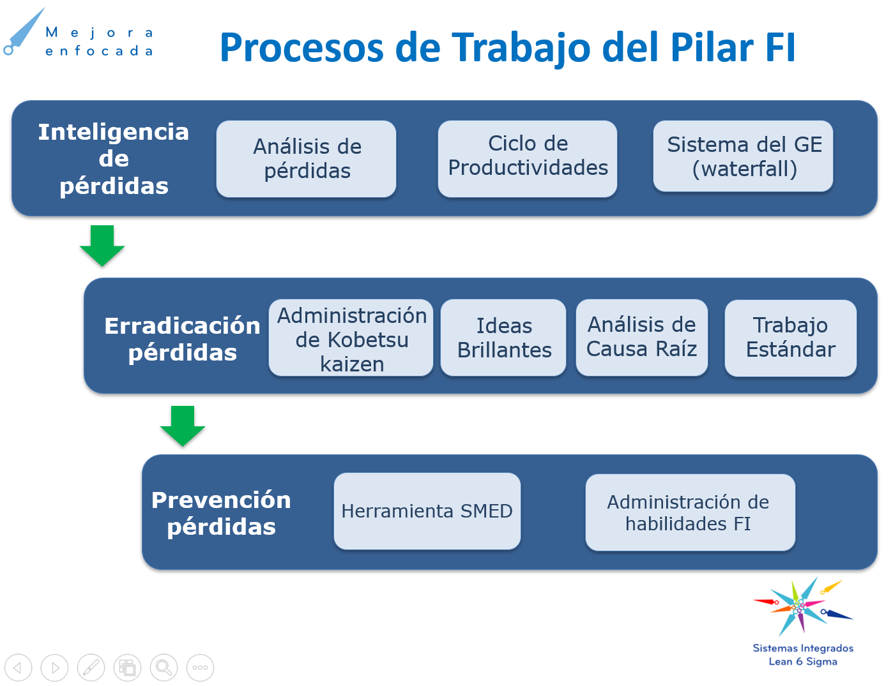 Mejora
enfocada
Procesos de Trabajo del Pilar FI
Inteligencia
de
pérdidas
Análisis de
pérdidas
Ciclo de
Productividades
Sistema del GE
(waterfall)
Erradicación
pérdidas
Administración
de Kobetsu
kaizen
Ideas
Brillantes
Análisis de
Causa Raíz
Trabajo
Estándar
Prevención
pérdidas
Herramienta SMED
Administración de
habilidades FI
Sistemas Integrados
Lean 6 Sigma